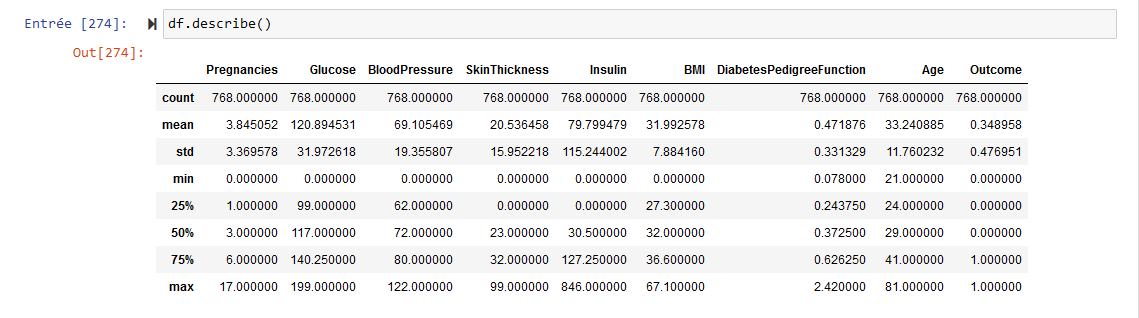 Entrée [274]: df.describe()
Out[274]:
Pregnancies Glucose BloodPressure SkinThickness Insulin BMI DiabetesPedigreeFunction Age Outcome
count 768.000000 768.000000 768.000000 768.000000 768.000000 768.000000 768.000000 768.000000 768.000000
mean 3.845052 120.894531 69.105469 20.536458 79.799479 31.992578 0.471876 33.240885 0.348958
std 3.369578 31.972618 19.355807 15.952218 115.244002 7.884160 0.331329 11.760232 0.476951
min 0.000000 0.000000 0.000000 0.000000 0.000000 0.000000 0.078000 21.000000 0.000000
25% 1.000000 99.000000 62.000000 0.000000 0.000000 27.300000 0.243750 24.000000 0.000000
50% 3.000000 117.000000 72.000000 23.000000 30.500000 32.000000 0.372500 29.000000 0.000000
75% 6.000000 140.250000 80.000000 32.000000 127.250000 36.600000 0.626250 41.000000 1.000000
max 17.000000 199.000000 122.000000 99.000000 846.000000 67.100000 2.420000 81.000000 1.000000